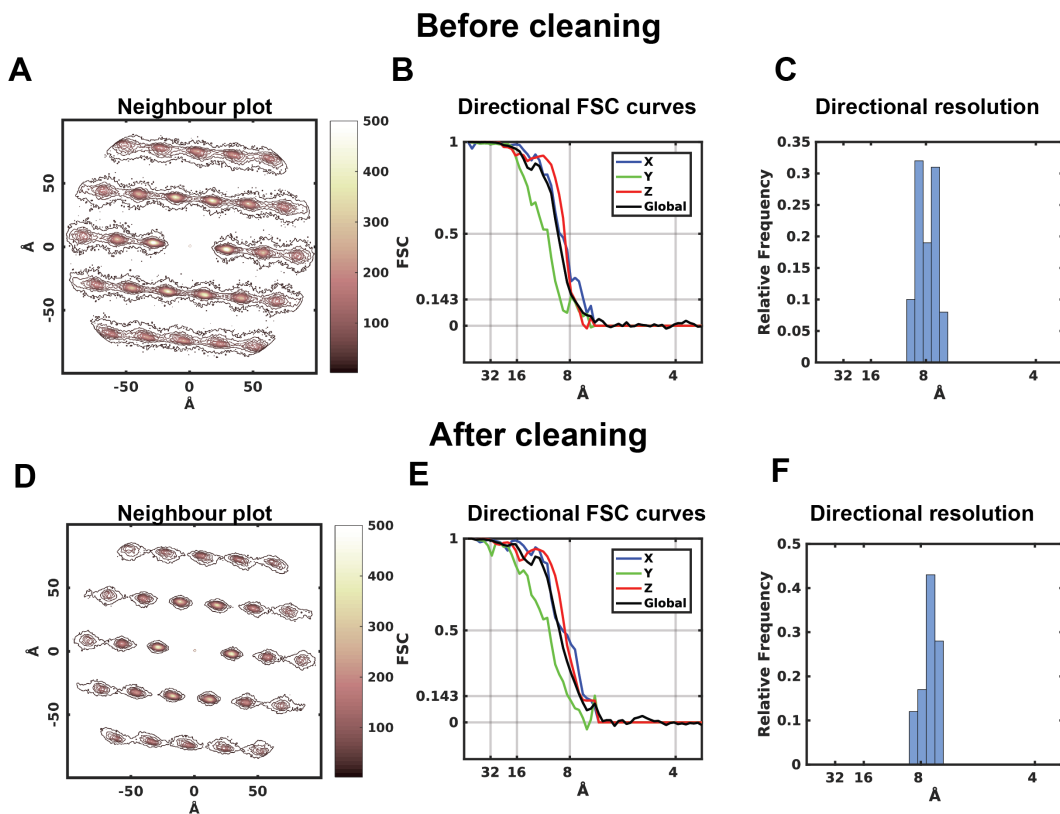 Before cleaning
A
B
C
Neighbour plot
Directional FSC curves
Directional resolution
500
400
300
200
100
50
0
-50
Å
-50 0 50
Å
FSC
1
0.5
0.143
0
X
Y
Z
Global
32 16 8 4
Å
Relative Frequency
0.35
0.3
0.25
0.2
0.15
0.1
0.05
0
32 16 8 4
Å
After cleaning
D
E
F
Neighbour plot
Directional FSC curves
Directional resolution
500
400
300
200
100
50
0
-50
Å
-50 0 50
Å
FSC
1
0.5
0.143
0
X
Y
Z
Global
32 16 8 4
Å
Relative Frequency
0.5
0.4
0.3
0.2
0.1
0
32 16 8 4
Å